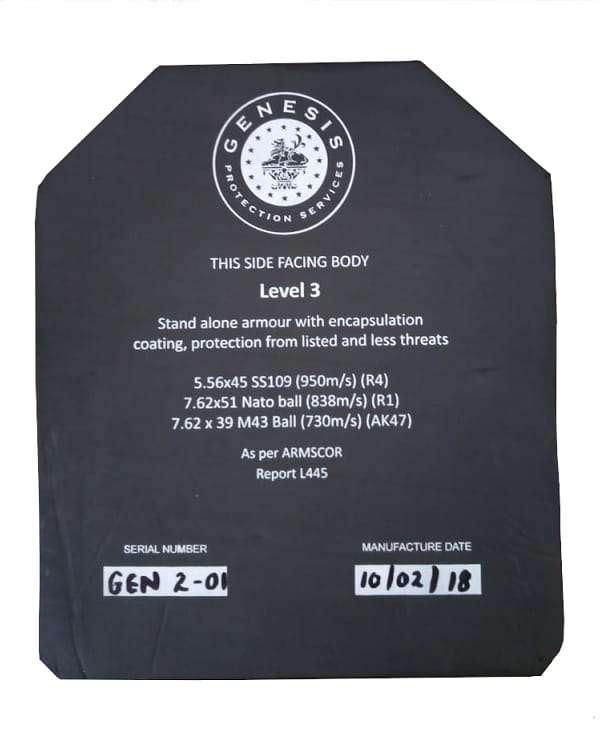 GENESIS
PROTECTION SERVICES
THIS SIDE FACING BODY
Level 3
Stand alone armour with encapsulation
coating, protection from listed and less threats
5.56x45 SS109 (950m/s) (R4)
7.62x51 Nato ball (838m/s) (R1)
7.62 x 39 M43 Ball (730m/s) (AK47)
As per ARMSCOR
Report L445
SERIAL NUMBER
GEN 2-01
MANUFACTURE DATE
10/02/18